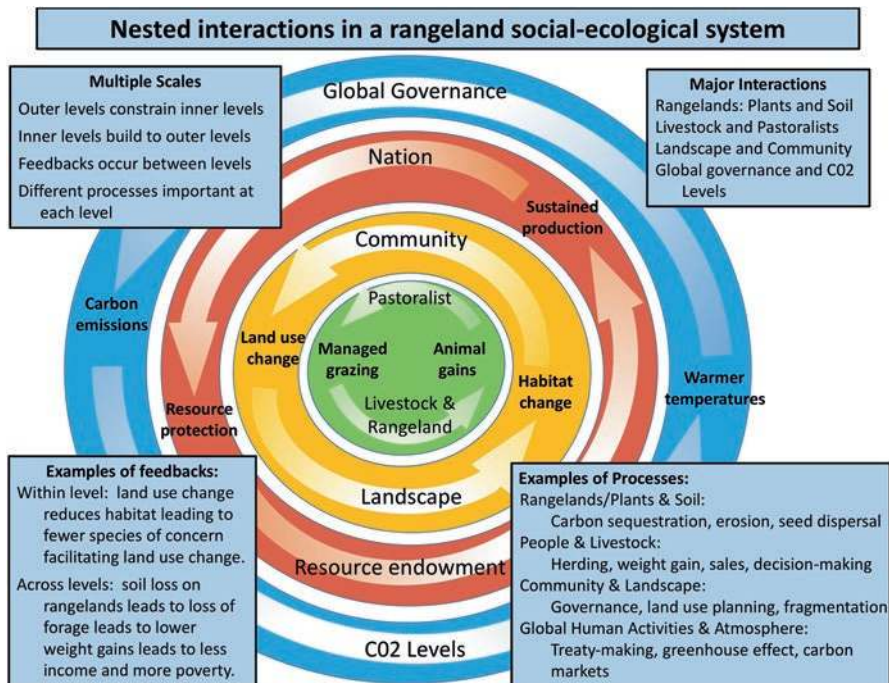 Nested interactions in a rangeland social-ecological system
Multiple Scales
Outer levels constrain inner levels
Inner levels build to outer levels
Feedbacks occur between levels
Different processes important at
each level
Major Interactions
Rangelands: Plants and Soil
Livestock and Pastoralists
Landscape and Community
Global governance and C02
Levels
Global Governance
Nation
Sustained
production
Community
Carbon
emissions
Pastoralist
Land use
change
Managed
grazing
Animal
gains
Habitat
change
Warmer
temperatures
Livestock &
Rangeland
Resource
protection
Landscape
Resource endowment
C02 Levels
Examples of feedbacks:
Within level: land use change
reduces habitat leading to
fewer species of concern
facilitating land use change.
Across levels: soil loss on
rangelands leads to loss of
forage leads to lower
weight gains leads to less
income and more poverty.
Examples of Processes:
Rangelands/Plants & Soil:
Carbon sequestration, erosion, seed dispersal
People & Livestock:
Herding, weight gain, sales, decision-making
Community & Landscape:
Governance, land use planning, fragmentation
Global Human Activities & Atmosphere:
Treaty-making, greenhouse effect, carbon
markets